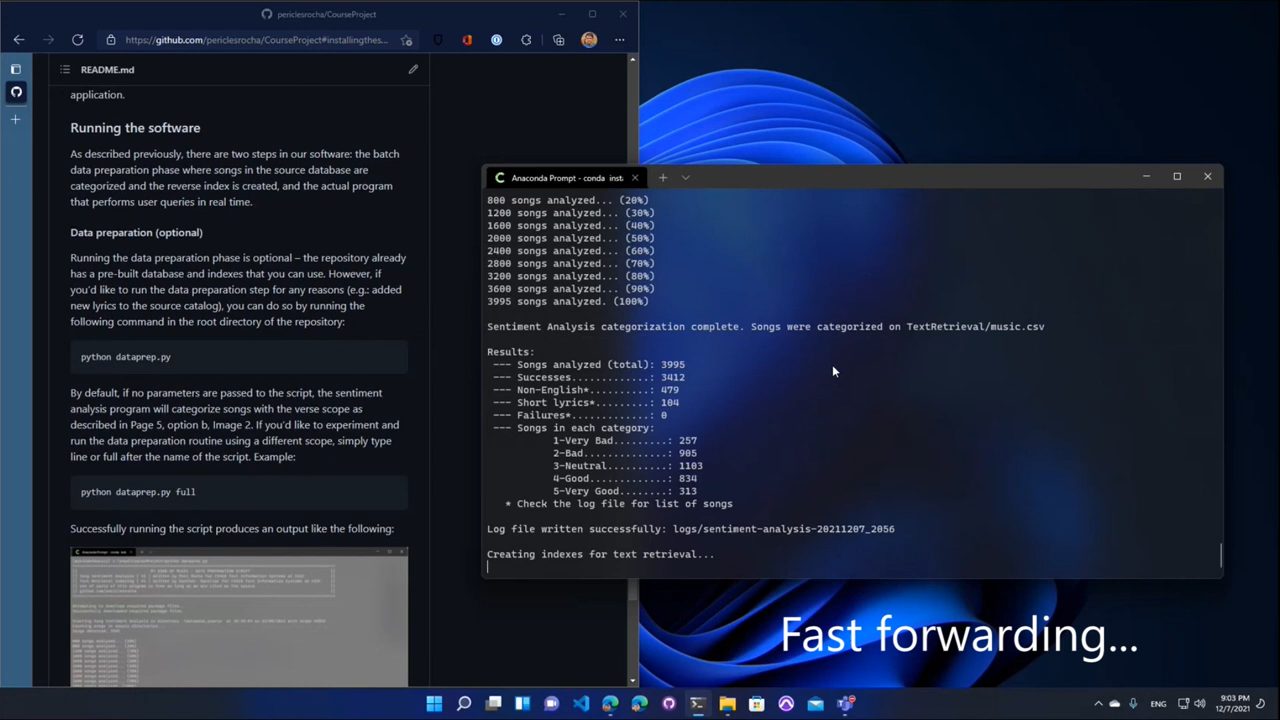 periclesrocha/CourseProject
https://github.com/periclesrocha/CourseProject#installingthes...
README.md
application.
Running the software
As described previously, there are two steps in our software: the batch
data preparation phase where songs in the source database are
categorized and the reverse index is created, and the actual program
that performs user queries in real time.
Data preparation (optional)
Running the data preparation phase is optional – the repository already
has a pre-built database and indexes that you can use. However, if
you'd like to run the data preparation step for any reasons (e.g.: added
new lyrics to the source catalog), you can do so by running the
following command in the root directory of the repository:
python dataprep.py
By default, if no parameters are passed to the script, the sentiment
analysis program will categorize songs with the verse scope as
described in Page 5, option b, Image 2. If you'd like to experiment and
run the data preparation routine using a different scope, simply type
line or full after the name of the script. Example:
python dataprep.py full
Successfully running the script produces an output like the following:
Anaconda Prompt - conda inst
800 songs analyzed... (20%)
1200 songs analyzed... (30%)
1600 songs analyzed... (40%)
2000 songs analyzed... (50%)
2400 songs analyzed... (60%)
2800 songs analyzed... (70%)
3200 songs analyzed... (80%)
3600 songs analyzed... (90%)
3995 songs analyzed. (100%)
Sentiment Analysis categorization complete. Songs were categorized on TextRetrieval/music.csv
Results:
--- Songs analyzed (total): 3995
--- Successes.............: 3412
--- Non-English*..........: 479
--- Short lyrics*.........: 104
--- Failures*.............: 0
--- Songs in each category:
1-Very Bad.........: 257
2-Bad..............: 905
3-Neutral..........: 1103
4-Good.............: 834
5-Very Good........: 313
* Check the log file for list of songs
Log file written successfully: logs/sentiment-analysis-20211207_2056
Creating indexes for text retrieval...
Fast forwarding...
ENG
9:03 PM
12/7/2021